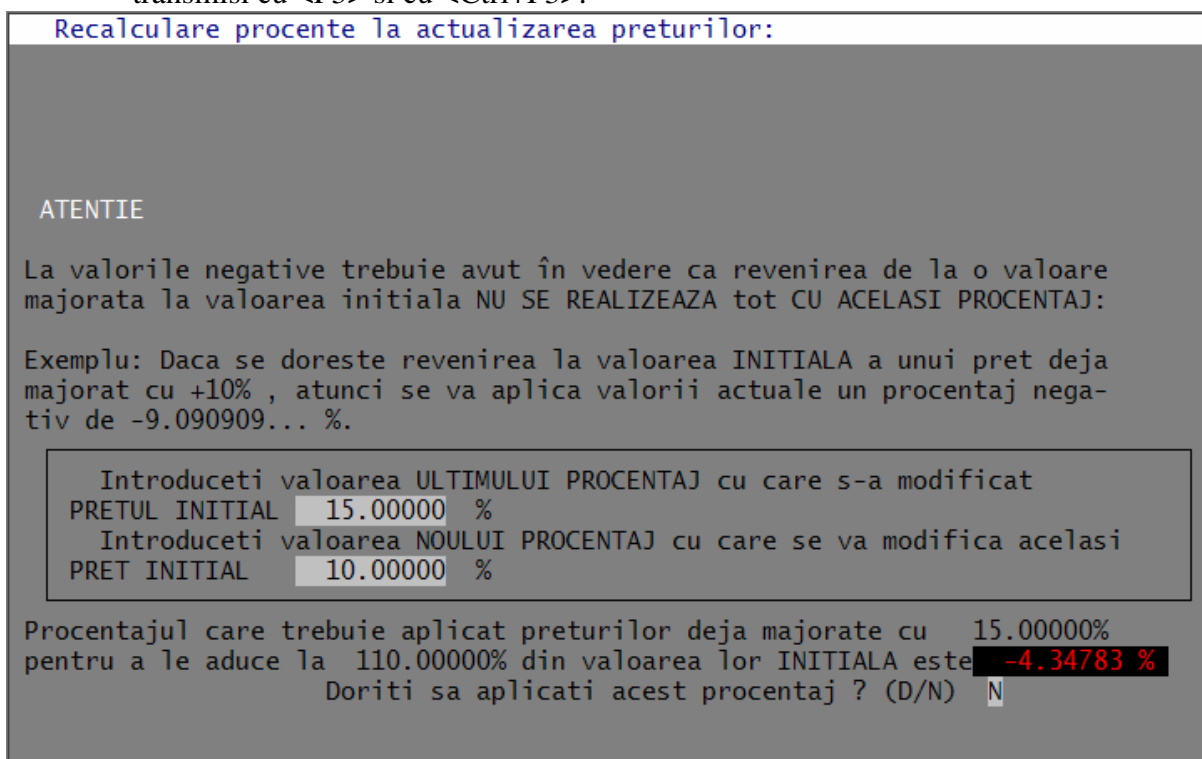 Recalculare procente la actualizarea preturilor:
ATENTIE
La valorile negative trebuie avut în vedere ca revenirea de la o valoare
majorata la valoarea initiala NU SE REALIZEAZA tot CU ACELASI PROCENTAJ:
Exemplu: Daca se doreste revenirea la valoarea INITIALA a unui pret deja
majorat cu +10% , atunci se va aplica valorii actuale un procentaj nega-
tiv de -9.090909... %.
Introduceti valoarea ULTIMULUI PROCENTAJ cu care s-a modificat
PRETUL INITIAL 15.00000 %
Introduceti valoarea NOULUI PROCENTAJ cu care se va modifica acelasi
PRET INITIAL 10.00000 %
Procentajul care trebuie aplicat preturilor deja majorate cu 15.00000%
pentru a le aduce la 110.00000% din valoarea lor INITIALA este -4.34783 %
Doriti sa aplicati acest procentaj ? (D/N) N